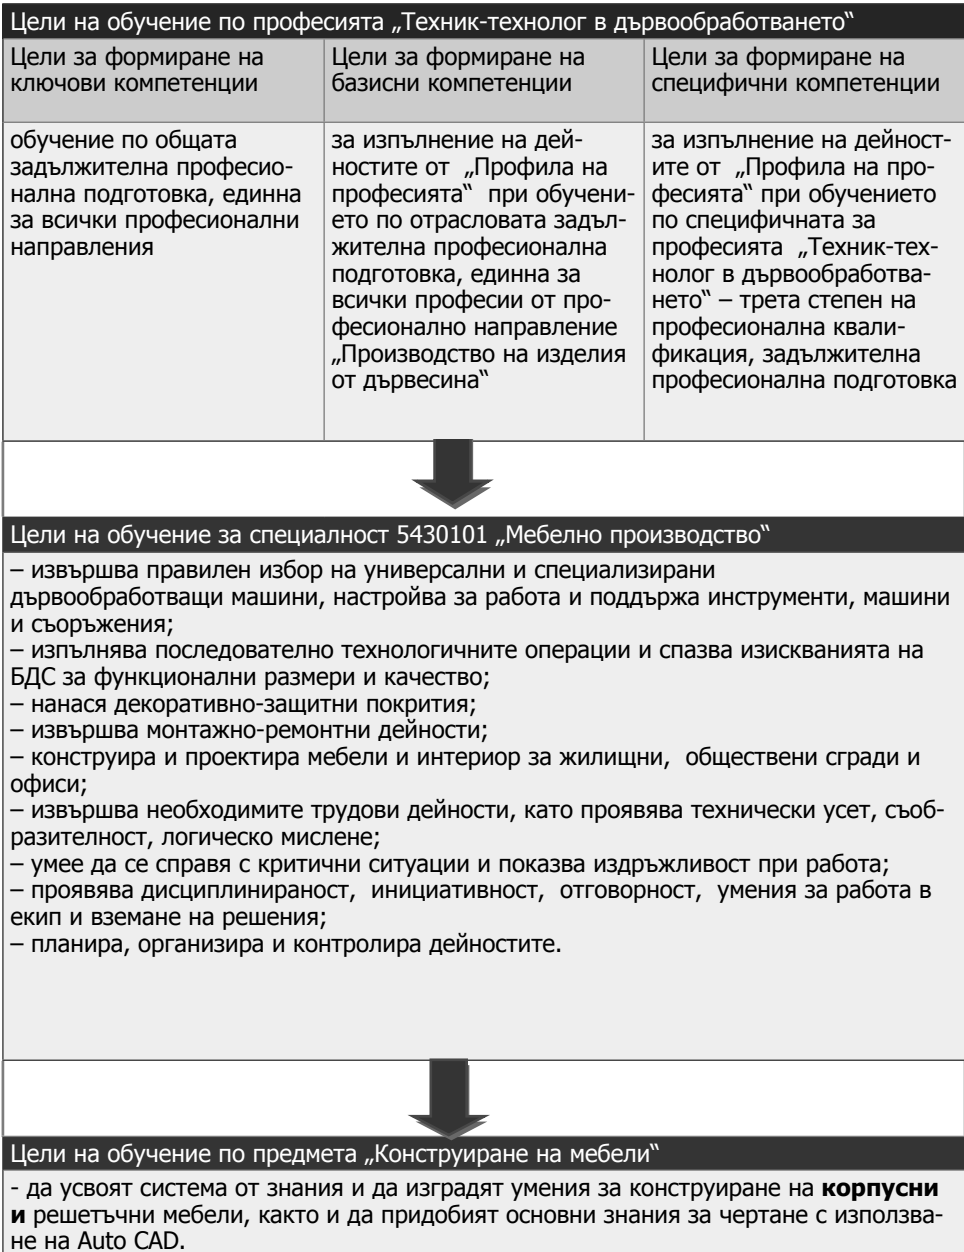 Цели на обучение по професията „Техник-технолог в дървообработването“
Цели за формиране на
ключови компетенции
Цели за формиране на
базисни компетенции
Цели за формиране на
специфични компетенции
обучение по общата
задължителна професио-
нална подготовка, единна
за всички професионални
направления
за изпълнение на дей-
ностите от „Профила на
професията“ при обучени-
ето по отрасловата задъл-
жителна професионална
подготовка, единна за
всички професии от про-
фесионално направление
„Производство на изделия
от дървесина“
за изпълнение на дейност-
ите от „Профила на про-
фесията“ при обучението
по специфичната за
професията „Техник-тех-
нолог в дървообработва-
нето“ – трета степен на
професионална квали-
фикация, задължителна
професионална подготовка
Цели на обучение за специалност 5430101 „Мебелно производство“
– извършва правилен избор на универсални и специализирани
дървообработващи машини, настройва за работа и поддържа инструменти, машини
и съоръжения;
– изпълнява последователно технологичните операции и спазва изискванията на
БДС за функционални размери и качество;
– нанася декоративно-защитни покрития;
– извършва монтажно-ремонтни дейности;
– конструира и проектира мебели и интериор за жилищни, обществени сгради и
офиси;
– извършва необходимите трудови дейности, като проявява технически усет, съоб-
разителност, логическо мислене;
– умее да се справя с критични ситуации и показва издръжливост при работа;
– проявява дисциплинираност, инициативност, отговорност, умения за работа в
екип и вземане на решения;
– планира, организира и контролира дейностите.
Цели на обучение по предмета „Конструиране на мебели“
- да усвоят система от знания и да изградят умения за конструиране на корпусни
и решетъчни мебели, както и да придобият основни знания за чертане с използва-
не на Auto CAD.